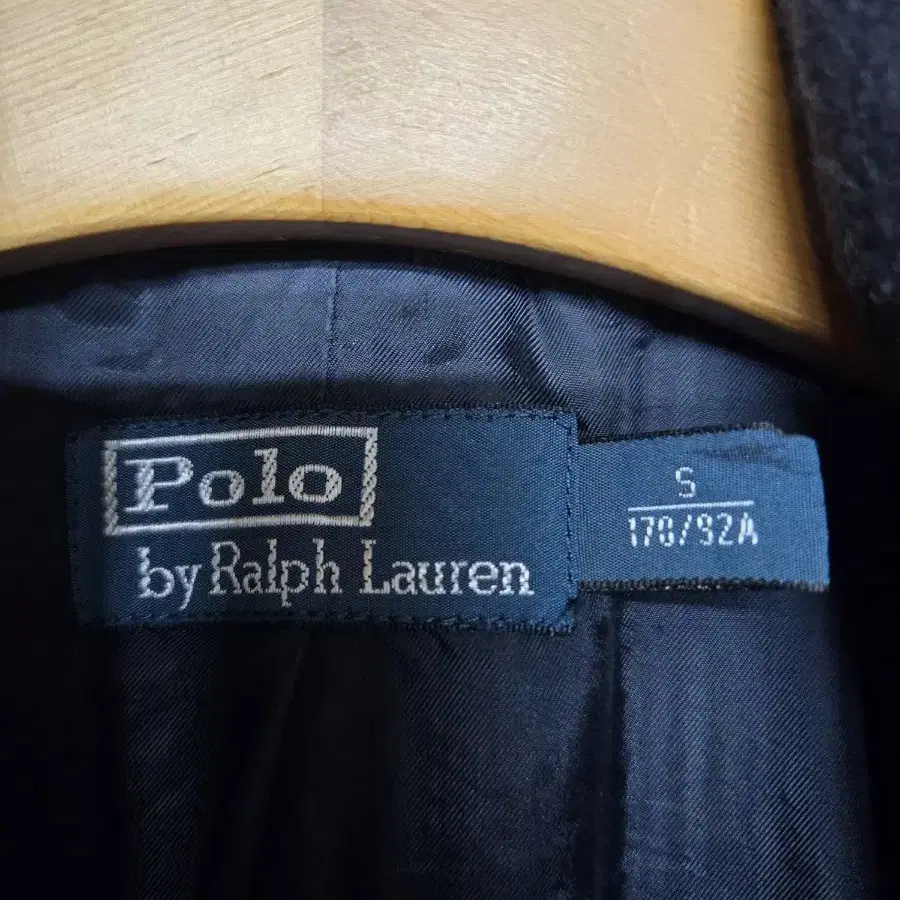 Polo
by Ralph Lauren
S
170/92A